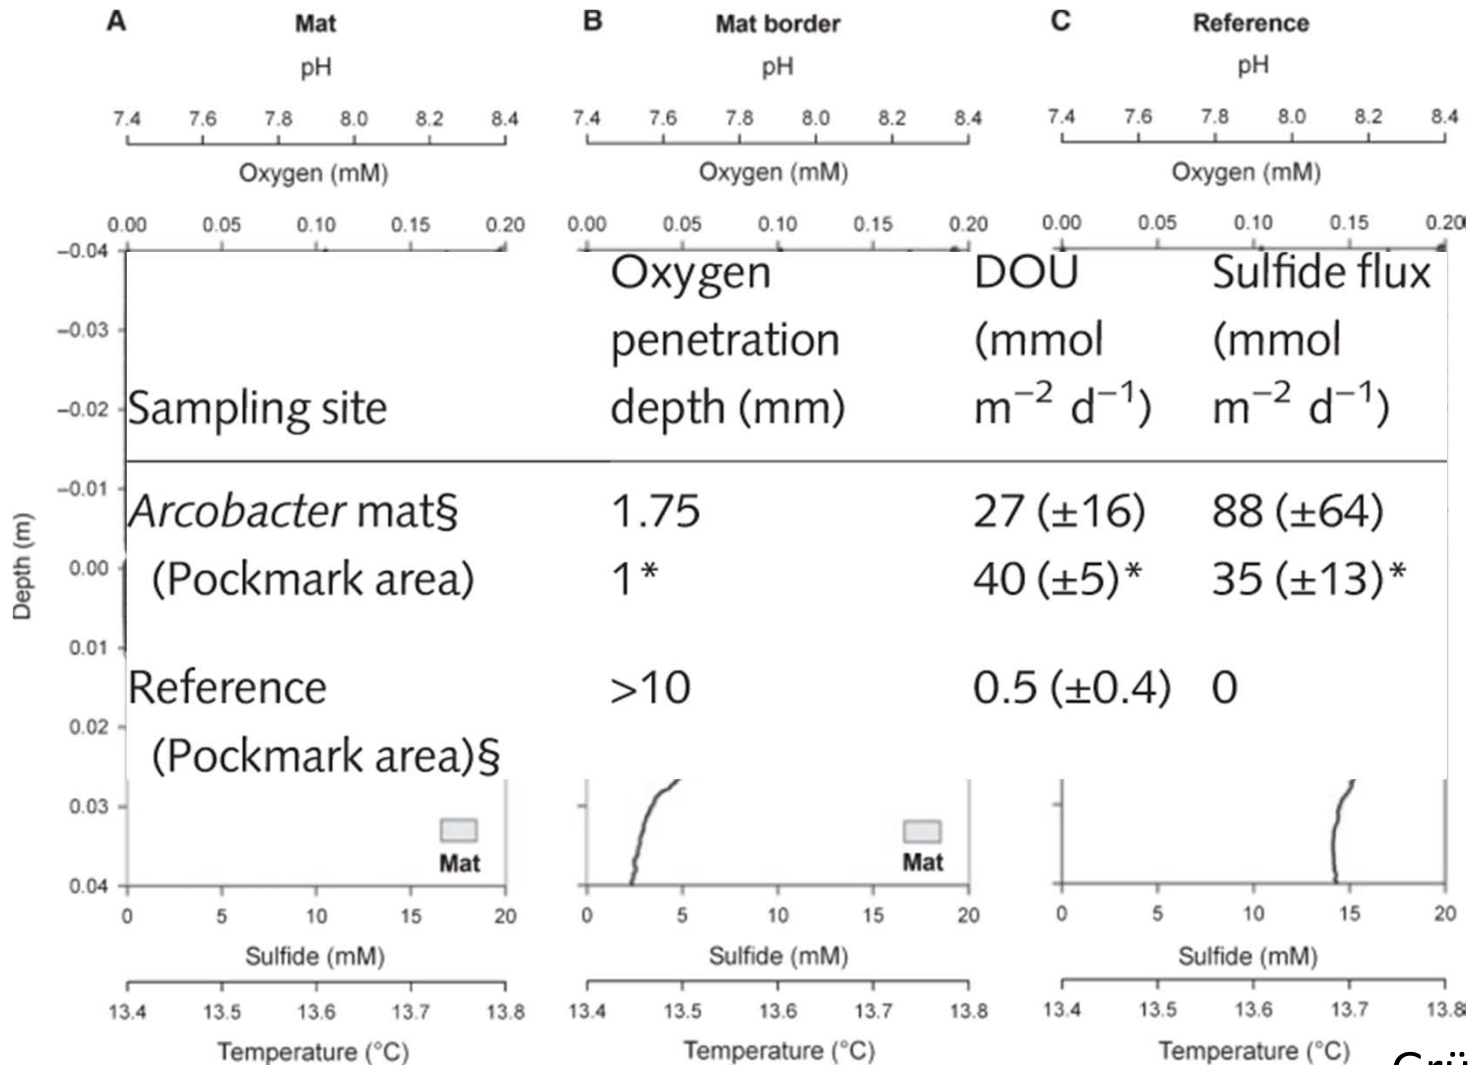 A Mat B Mat border C Reference
pH pH pH
7.4 7.6 7.8 8.0 8.2 8.4 7.4 7.6 7.8 8.0 8.2 8.4 7.4 7.6 7.8 8.0 8.2 8.4
Oxygen (mM) Oxygen (mM) Oxygen (mM)
0.00 0.05 0.10 0.15 0.20 0.00 0.05 0.10 0.15 0.20 0.00 0.05 0.10 0.15 0.20
−0.04
−0.03
−0.02
−0.01
0.00
0.01
0.02
0.03
0.04
Depth (m)
Oxygen DOU Sulfide flux
penetration (mmol (mmol
Sampling site depth (mm) m⁻² d⁻¹) m⁻² d⁻¹)
Arcobacter mat§ 1.75 27 (±16) 88 (±64)
(Pockmark area) 1* 40 (±5)* 35 (±13)*
Reference >10 0.5 (±0.4) 0
(Pockmark area)§
Mat Mat
0 5 10 15 20 0 5 10 15 20 0 5 10 15 20
Sulfide (mM) Sulfide (mM) Sulfide (mM)
13.4 13.5 13.6 13.7 13.8 13.4 13.5 13.6 13.7 13.8 13.4 13.5 13.6 13.7 13.8
Temperature (°C) Temperature (°C) Temperature (°C)